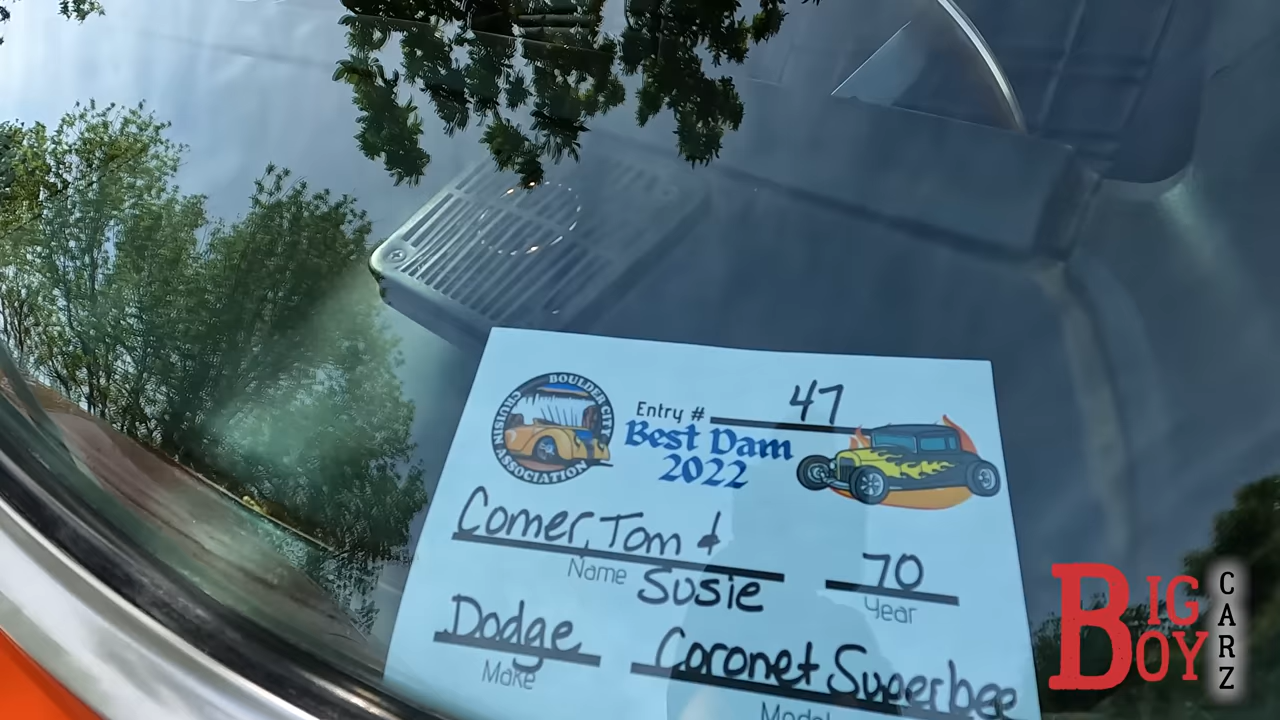 BOULDER CITY
CRUISIN
ASSOCIATION
Entry # 47
Best Dam
2022
Comer, Tom &
Name Susie
70
Year
Dodge
Make
Coronet Superbee
Model
BIG
BOY
CARZ